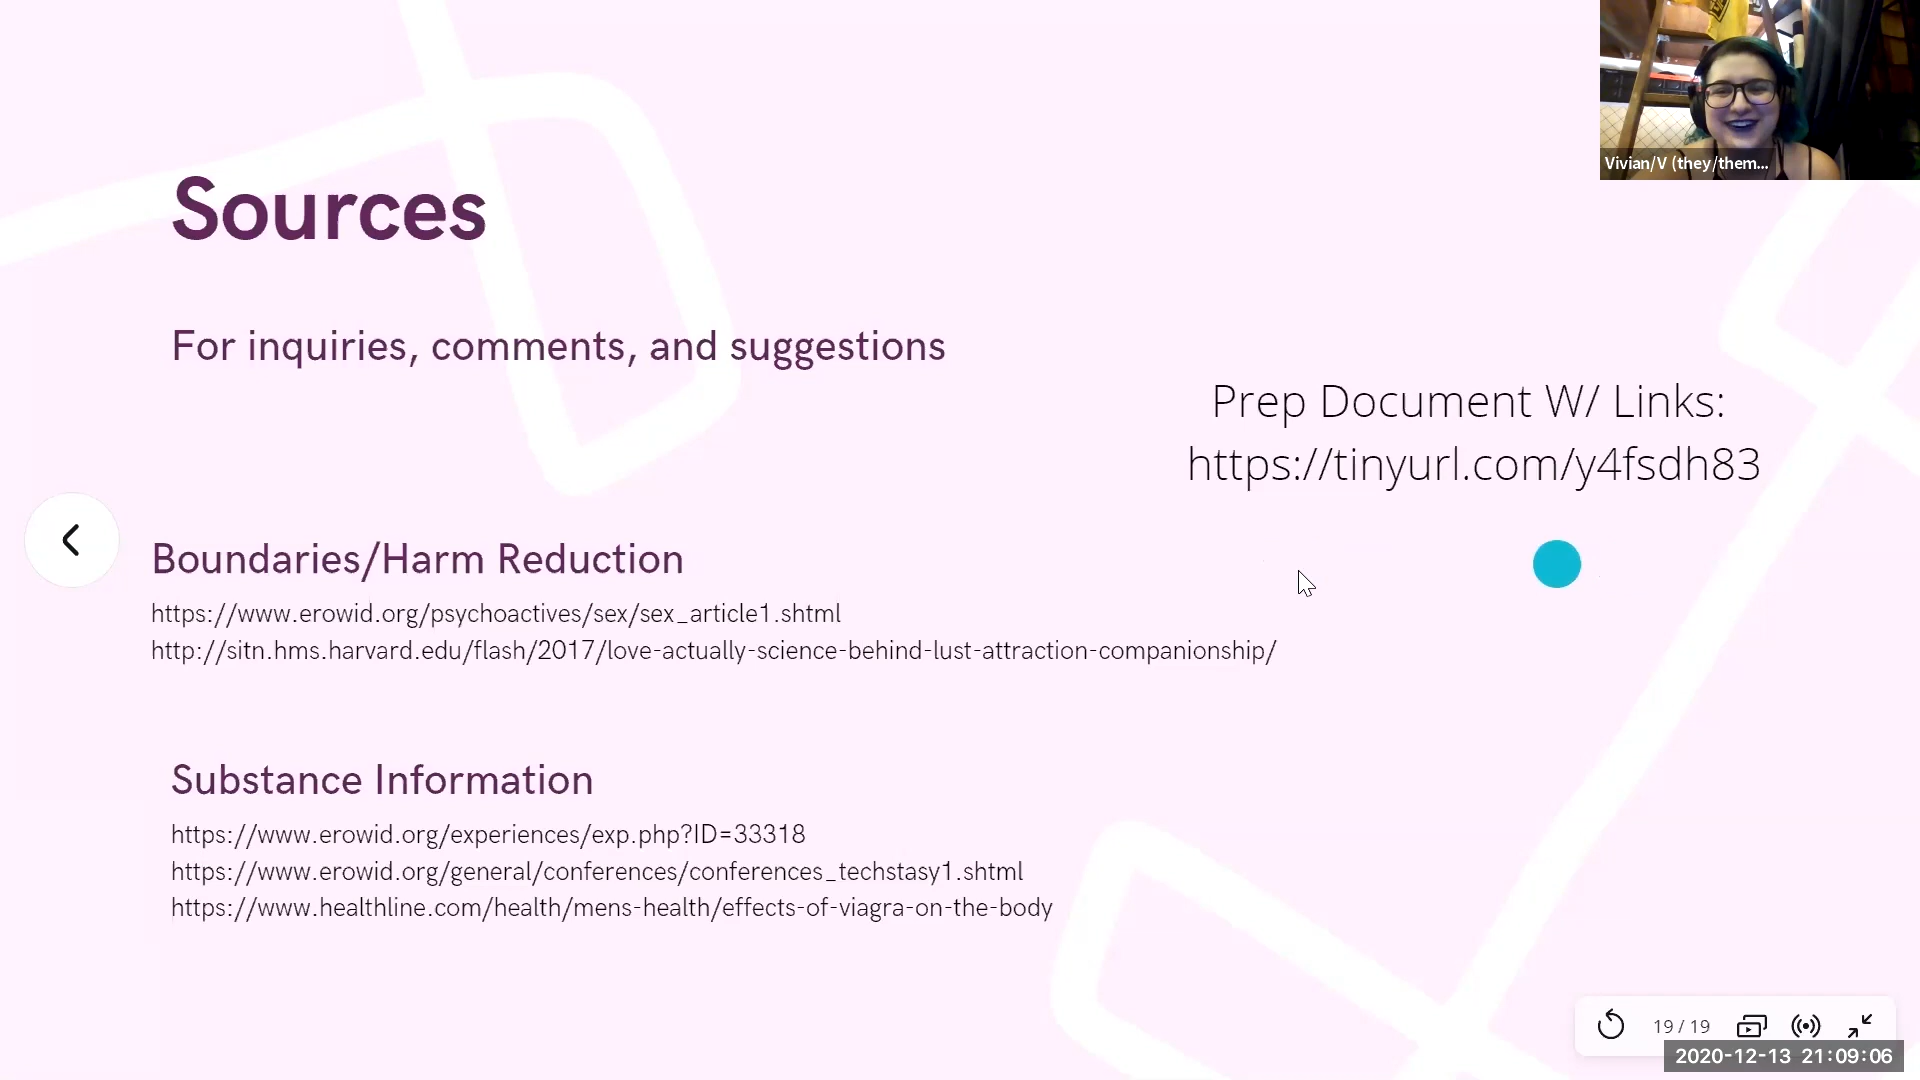 Vivian/V (they/them...
Sources
For inquiries, comments, and suggestions
Prep Document W/ Links:
https://tinyurl.com/y4fsdh83
Boundaries/Harm Reduction
https://www.erowid.org/psychoactives/sex/sex_article1.shtml
http://sitn.hms.harvard.edu/flash/2017/love-actually-science-behind-lust-attraction-companionship/
Substance Information
https://www.erowid.org/experiences/exp.php?ID=33318
https://www.erowid.org/general/conferences/conferences_techstasy1.shtml
https://www.healthline.com/health/mens-health/effects-of-viagra-on-the-body
19 / 19
2020-12-13 21:09:06